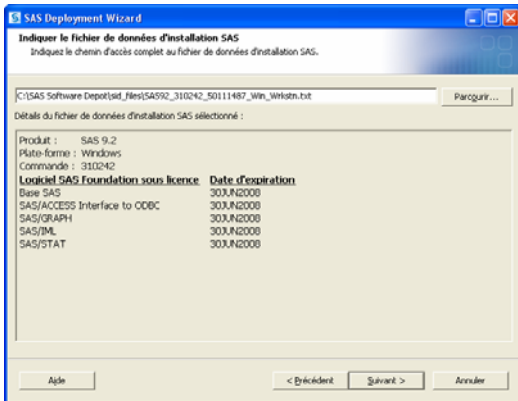 SAS Deployment Wizard
Indiquer le fichier de données d'installation SAS
Indiquez le chemin d'accès complet au fichier de données d'installation SAS.
C:\SAS Software Depot\sid_files\SAS92_310242_50111487_Win_Wrkstn.txt
Parcourir...
Détails du fichier de données d'installation SAS sélectionné :
Produit : SAS 9.2
Plate-forme : Windows
Commande : 310242
Logiciel SAS Foundation sous licence Date d'expiration
Base SAS 30JUN2008
SAS/ACCESS Interface to ODBC 30JUN2008
SAS/GRAPH 30JUN2008
SAS/IML 30JUN2008
SAS/STAT 30JUN2008
Aide
< Précédent
Suivant >
Annuler